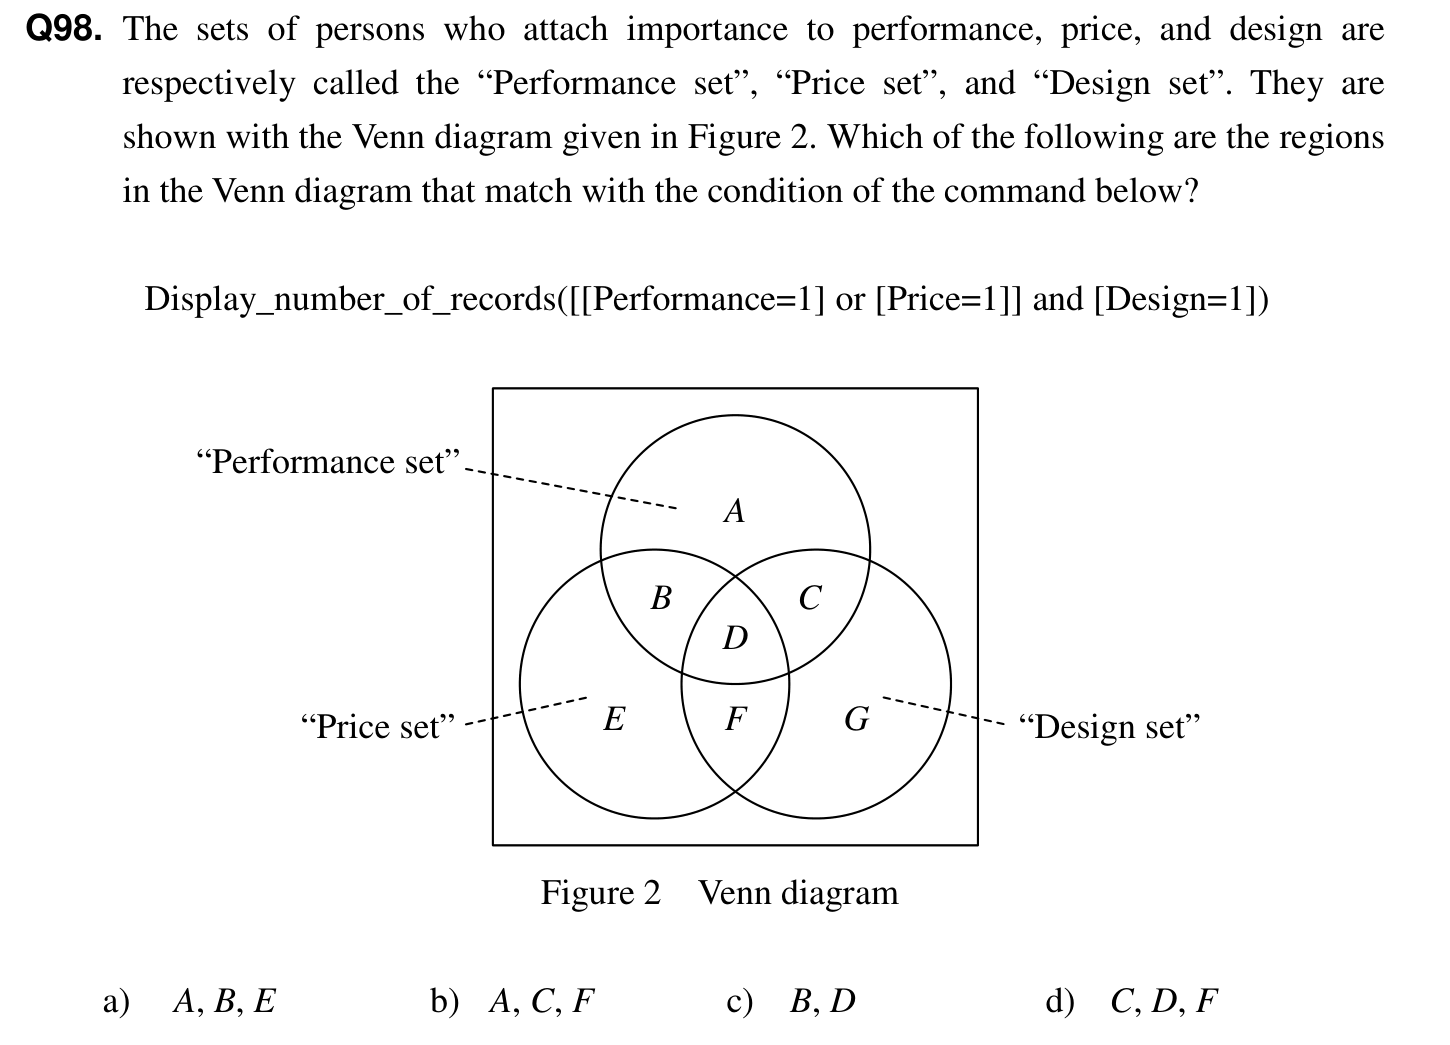 Q98. The sets of persons who attach importance to performance, price, and design are
respectively called the “Performance set”, “Price set”, and “Design set”. They are
shown with the Venn diagram given in Figure 2. Which of the following are the regions
in the Venn diagram that match with the condition of the command below?
Display_number_of_records([[Performance=1] or [Price=1]] and [Design=1])
“Performance set”
A
B
C
D
“Price set”
E
F
G
“Design set”
Figure 2 Venn diagram
a) A, B, E b) A, C, F c) B, D d) C, D, F